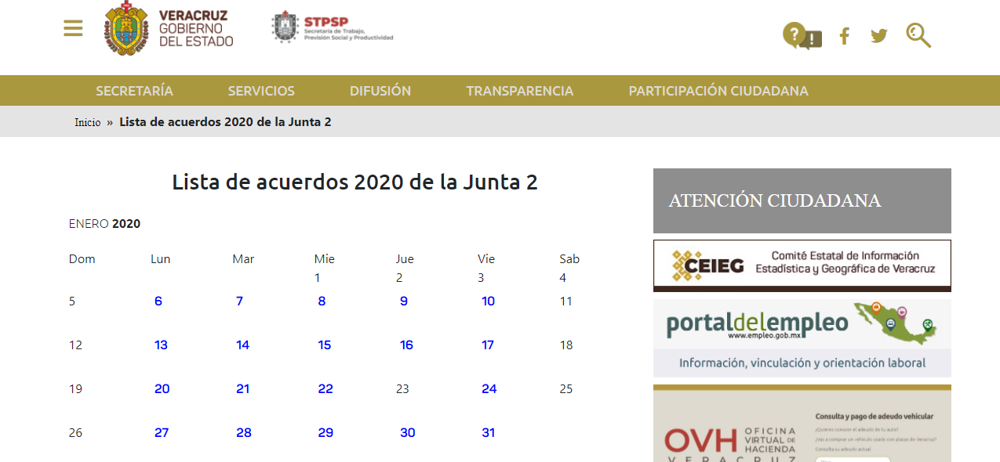 VERACRUZ
GOBIERNO
DEL ESTADO
STPSP
Secretaría de Trabajo,
Previsión Social y Productividad
SECRETARÍA SERVICIOS DIFUSIÓN TRANSPARENCIA PARTICIPACIÓN CIUDADANA
Inicio » Lista de acuerdos 2020 de la Junta 2
Lista de acuerdos 2020 de la Junta 2
ENERO 2020
Dom Lun Mar Mie Jue Vie Sab
1 2 3 4
5 6 7 8 9 10 11
12 13 14 15 16 17 18
19 20 21 22 23 24 25
26 27 28 29 30 31
ATENCIÓN CIUDADANA
CEIEG
Comité Estatal de Información
Estadística y Geográfica de Veracruz
portaldelempleo
www.empleo.gob.mx
Información, vinculación y orientación laboral
OVH
OFICINA
VIRTUAL DE
HACIENDA
VERACRUZ
Consulta y pago de adeudo vehicular
¿Quieres conocer el adeudo de tu auto?
¿Vas a comprar un vehículo usado con placas de Veracruz?
Consulta su adeudo actual